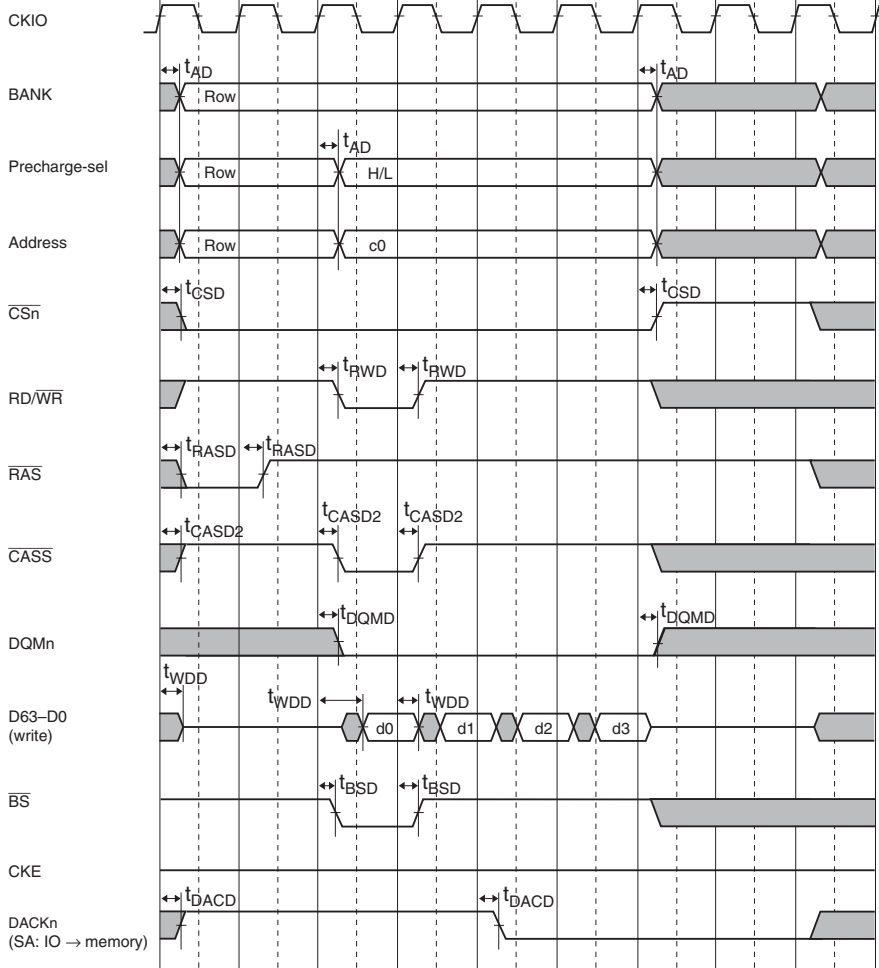 CKIO
tAD tAD
BANK Row
tAD
Precharge-sel Row H/L
Address Row c0
tCSD tCSD
CSn
tRWD tRWD
RD/WR
tRASD tRASD
RAS
tCASD2 tCASD2 tCASD2
CASS
tDQMD tDQMD
DQMn
tWDD
tWDD tWDD
D63–D0 d0 d1 d2 d3
(write)
tBSD tBSD
BS
CKE
tDACD tDACD
DACKn
(SA: IO → memory)